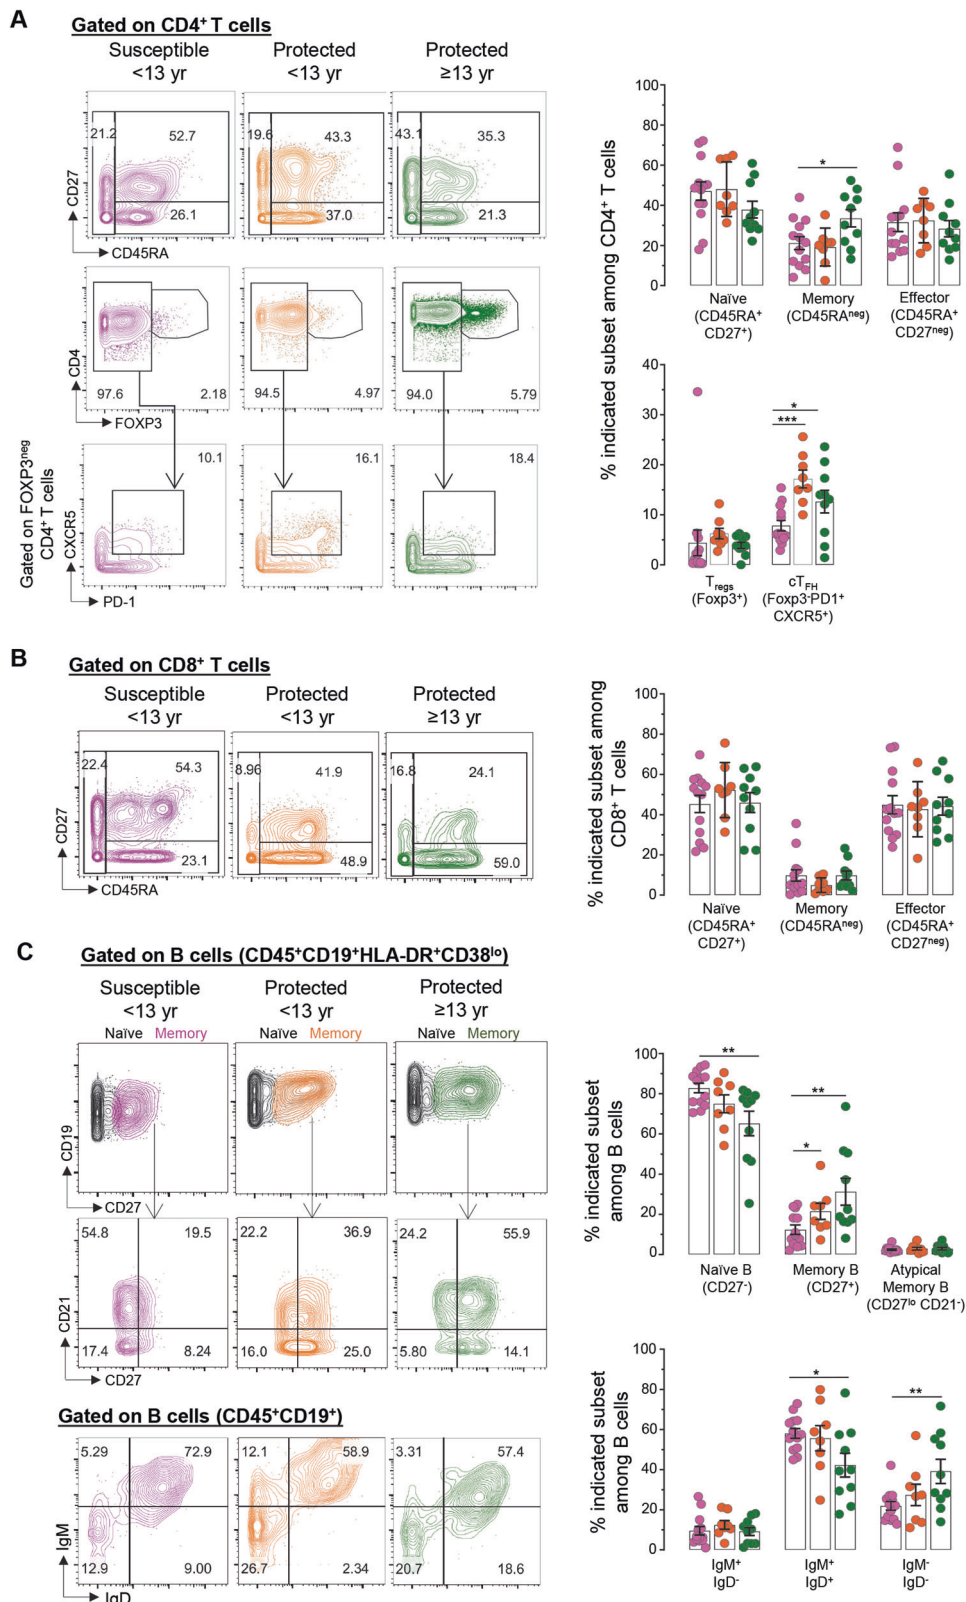 A
Gated on CD4⁺ T cells
Susceptible <13 yr
Protected <13 yr
Protected ≥13 yr
21.2 52.7
26.1
19.6 43.3
37.0
43.1 35.3
21.3
CD27
CD45RA
97.6 2.18
94.5 4.97
94.0 5.79
CD4
FOXP3
10.1
16.1
18.4
Gated on FOXP3ⁿᵉᵍ
CD4⁺ T cells
CXCR5
PD-1
% indicated subset among CD4⁺ T cells
100
80
60
40
20
0
*
Naïve
(CD45RA⁺
CD27⁺)
Memory
(CD45RAⁿᵉᵍ)
Effector
(CD45RA⁺
CD27ⁿᵉᵍ)
40
30
20
10
0
*
***
Tregs
(Foxp3⁺)
cTFH
(Foxp3⁻PD1⁺
CXCR5⁺)
B
Gated on CD8⁺ T cells
Susceptible <13 yr
Protected <13 yr
Protected ≥13 yr
22.4 54.3
23.1
8.96 41.9
48.9
16.8 24.1
59.0
CD27
CD45RA
% indicated subset among
CD8⁺ T cells
100
80
60
40
20
0
Naïve
(CD45RA⁺
CD27⁺)
Memory
(CD45RAⁿᵉᵍ)
Effector
(CD45RA⁺
CD27ⁿᵉᵍ)
C
Gated on B cells (CD45⁺CD19⁺HLA-DR⁺CD38ˡᵒ)
Susceptible <13 yr
Protected <13 yr
Protected ≥13 yr
Naïve Memory
Naïve Memory
Naïve Memory
CD19
CD27
54.8 19.5
17.4 8.24
22.2 36.9
16.0 25.0
24.2 55.9
5.80 14.1
CD21
CD27
% indicated subset
among B cells
100
80
60
40
20
0
**
**
*
Naïve B
(CD27⁻)
Memory B
(CD27⁺)
Atypical
Memory B
(CD27ˡᵒ CD21⁻)
Gated on B cells (CD45⁺CD19⁺)
5.29 72.9
12.9 9.00
12.1 58.9
26.7 2.34
3.31 57.4
20.7 18.6
IgM
IgD
% indicated subset
among B cells
100
80
60
40
20
0
*
**
IgM⁺
IgD⁻
IgM⁺
IgD⁺
IgM⁻
IgD⁻